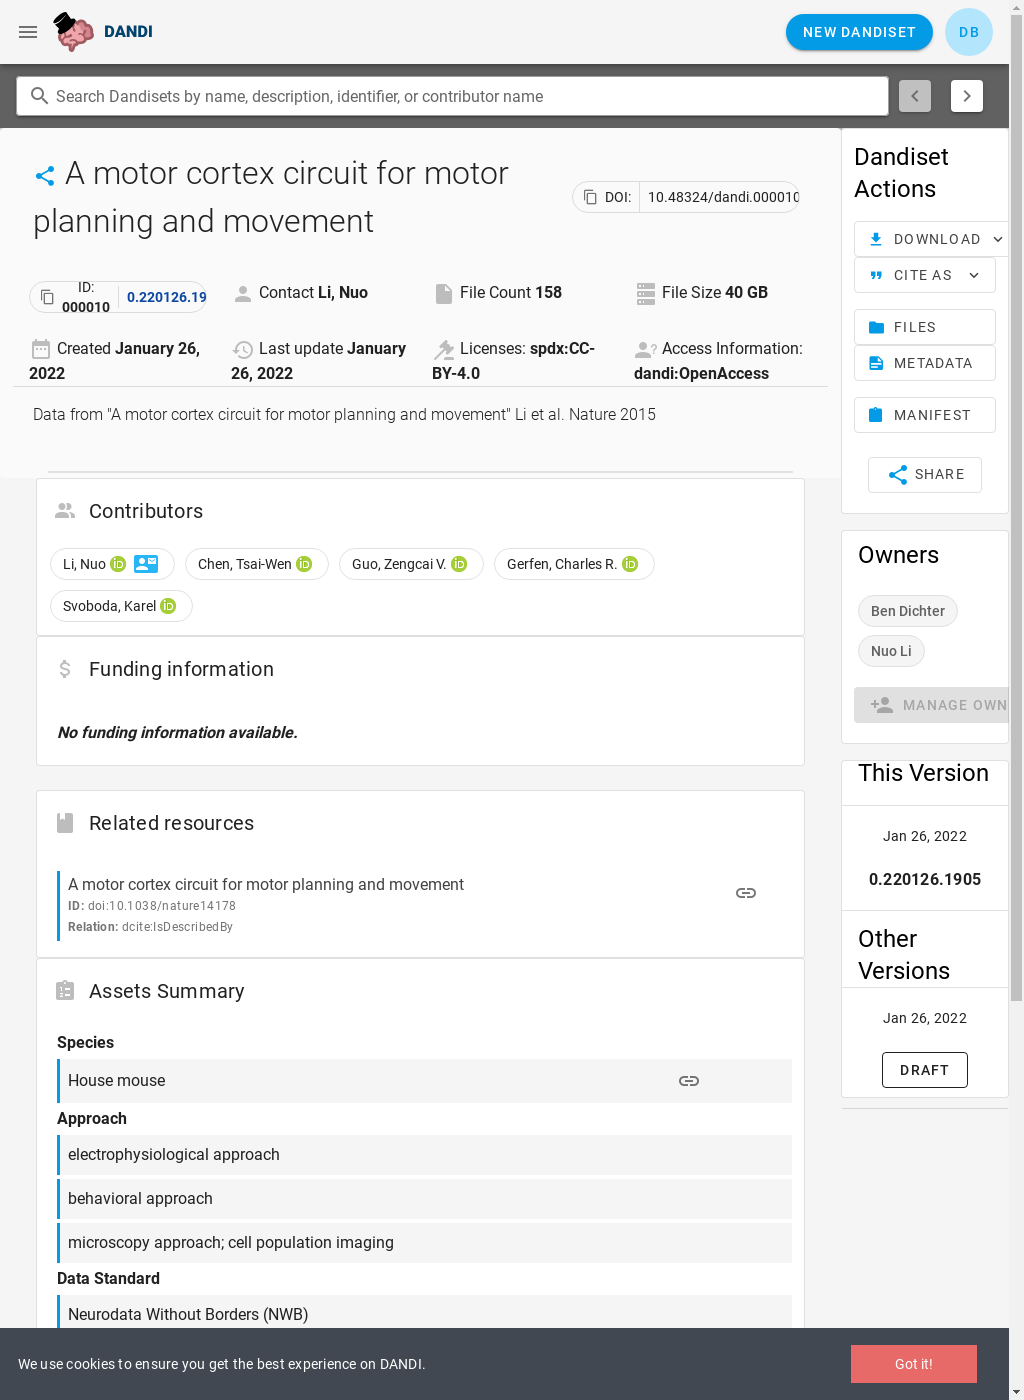 DANDI
NEW DANDISET
DB
Search Dandisets by name, description, identifier, or contributor name
A motor cortex circuit for motor
planning and movement
DOI: 10.48324/dandi.000010
ID:
000010
0.220126.19
Contact Li, Nuo
File Count 158
File Size 40 GB
Created January 26,
2022
Last update January
26, 2022
Licenses: spdx:CC-
BY-4.0
Access Information:
dandi:OpenAccess
Data from "A motor cortex circuit for motor planning and movement" Li et al. Nature 2015
Contributors
Li, Nuo
Chen, Tsai-Wen
Guo, Zengcai V.
Gerfen, Charles R.
Svoboda, Karel
Funding information
No funding information available.
Related resources
A motor cortex circuit for motor planning and movement
ID: doi:10.1038/nature14178
Relation: dcite:IsDescribedBy
Assets Summary
Species
House mouse
Approach
electrophysiological approach
behavioral approach
microscopy approach; cell population imaging
Data Standard
Neurodata Without Borders (NWB)
Dandiset
Actions
DOWNLOAD
CITE AS
FILES
METADATA
MANIFEST
SHARE
Owners
Ben Dichter
Nuo Li
MANAGE OWN
This Version
Jan 26, 2022
0.220126.1905
Other
Versions
Jan 26, 2022
DRAFT
We use cookies to ensure you get the best experience on DANDI.
Got it!